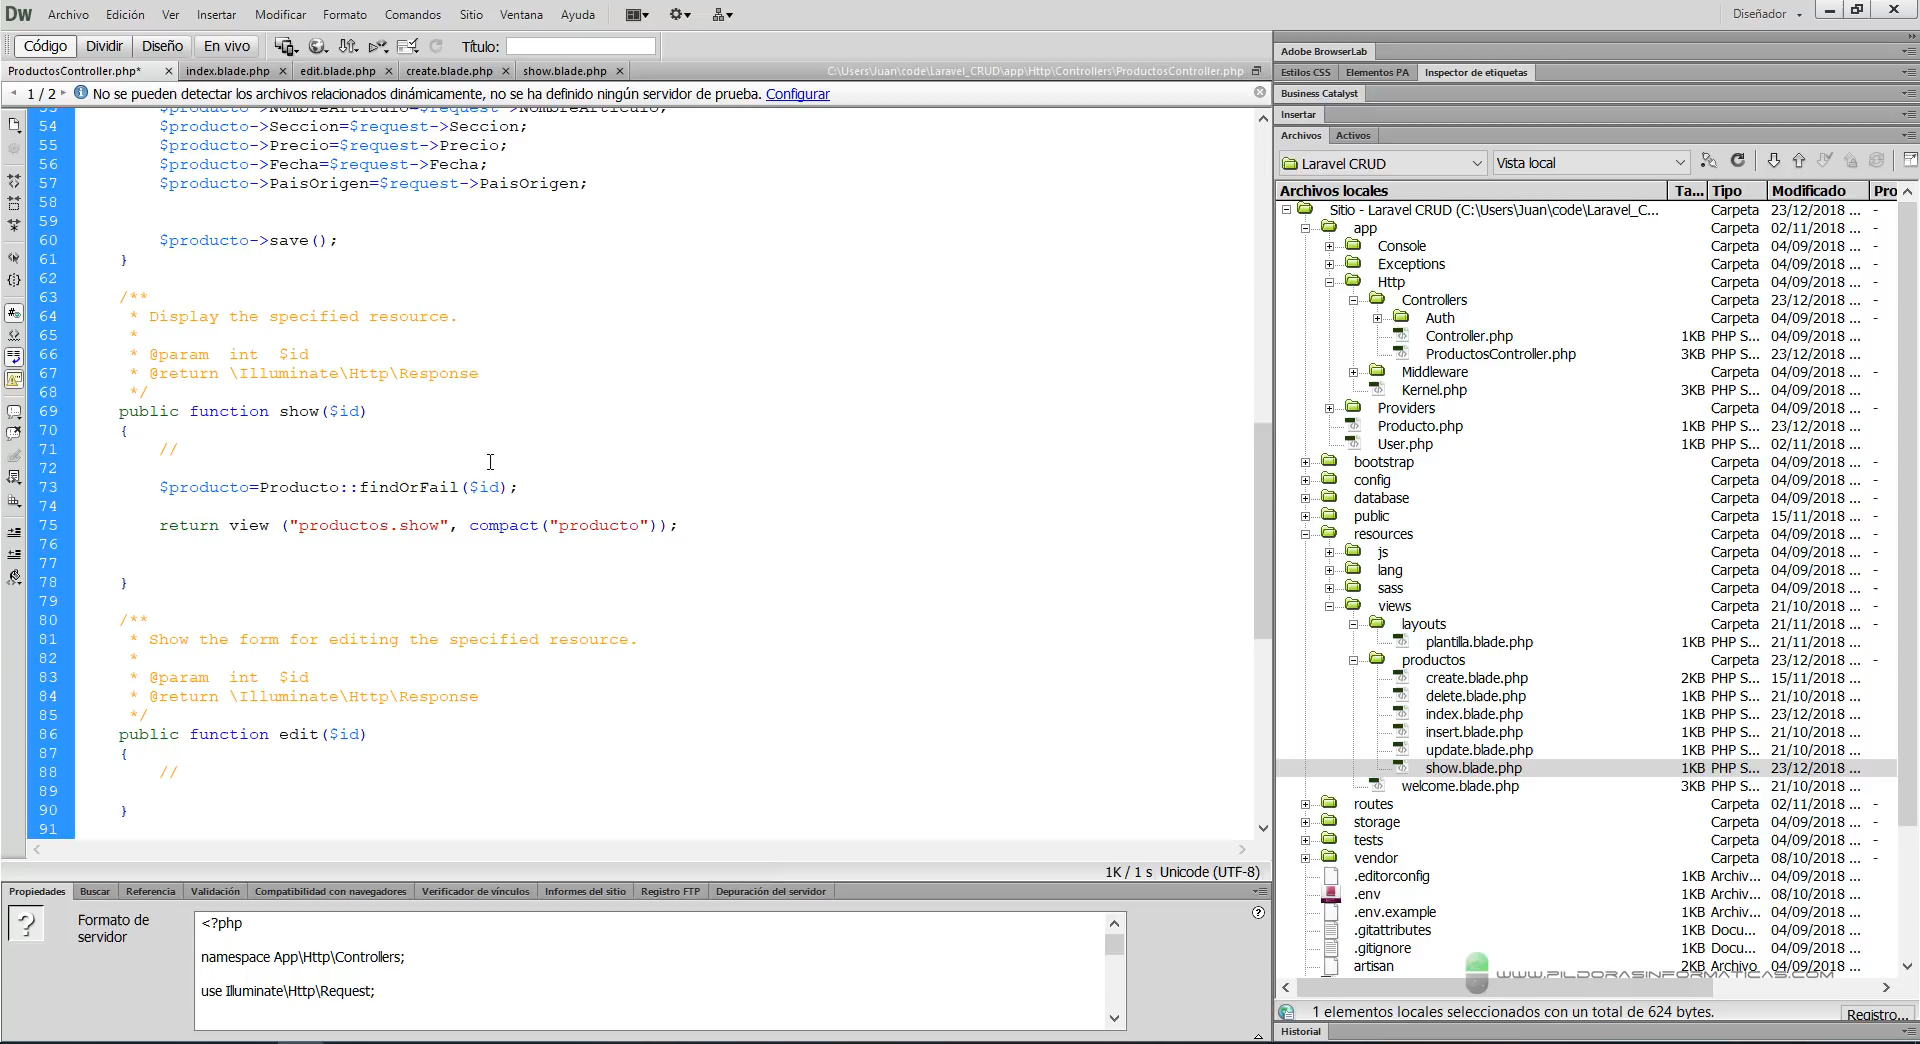 Dw Archivo Edición Ver Insertar Modificar Formato Comandos Sitio Ventana Ayuda Diseñador
Código Dividir Diseño En vivo Título:
ProductosController.php* index.blade.php edit.blade.php create.blade.php show.blade.php C:\Users\Juan\code\Laravel_CRUD\app\Http\Controllers\ProductosController.php
1 / 2 No se pueden detectar los archivos relacionados dinámicamente, no se ha definido ningún servidor de prueba. Configurar
53 $producto->NombreArticulo=$request->NombreArticulo;
54 $producto->Seccion=$request->Seccion;
55 $producto->Precio=$request->Precio;
56 $producto->Fecha=$request->Fecha;
57 $producto->PaisOrigen=$request->PaisOrigen;
58
59
60 $producto->save();
61 }
62
63 /**
64 * Display the specified resource.
65 *
66 * @param int $id
67 * @return \Illuminate\Http\Response
68 */
69 public function show($id)
70 {
71 //
72
73 $producto=Producto::findOrFail($id);
74
75 return view ("productos.show", compact("producto"));
76
77
78 }
79
80 /**
81 * Show the form for editing the specified resource.
82 *
83 * @param int $id
84 * @return \Illuminate\Http\Response
85 */
86 public function edit($id)
87 {
88 //
89
90 }
91
1K / 1 s Unicode (UTF-8)
Propiedades Buscar Referencia Validación Compatibilidad con navegadores Verificador de vínculos Informes del sitio Registro FTP Depuración del servidor
? Formato de servidor
<?php
namespace App\Http\Controllers;
use Illuminate\Http\Request;
Adobe BrowserLab
Estilos CSS Elementos PA Inspector de etiquetas
Business Catalyst
Insertar
Archivos Activos
Laravel CRUD Vista local
Archivos locales Ta... Tipo Modificado Pro
Sitio - Laravel CRUD (C:\Users\Juan\code\Laravel_C... Carpeta 23/12/2018 ... -
app Carpeta 02/11/2018 ... -
Console Carpeta 04/09/2018 ... -
Exceptions Carpeta 04/09/2018 ... -
Http Carpeta 04/09/2018 ... -
Controllers Carpeta 23/12/2018 ... -
Auth Carpeta 04/09/2018 ... -
Controller.php 1KB PHP S... 04/09/2018 ...
ProductosController.php 3KB PHP S... 23/12/2018 ...
Middleware Carpeta 04/09/2018 ... -
Kernel.php 3KB PHP S... 04/09/2018 ...
Providers Carpeta 04/09/2018 ... -
Producto.php 1KB PHP S... 23/12/2018 ...
User.php 1KB PHP S... 02/11/2018 ...
bootstrap Carpeta 04/09/2018 ... -
config Carpeta 04/09/2018 ... -
database Carpeta 04/09/2018 ... -
public Carpeta 15/11/2018 ... -
resources Carpeta 04/09/2018 ... -
js Carpeta 04/09/2018 ... -
lang Carpeta 04/09/2018 ... -
sass Carpeta 04/09/2018 ... -
views Carpeta 21/10/2018 ... -
layouts Carpeta 21/11/2018 ... -
plantilla.blade.php 1KB PHP S... 21/11/2018 ...
productos Carpeta 23/12/2018 ... -
create.blade.php 2KB PHP S... 15/11/2018 ...
delete.blade.php 1KB PHP S... 21/10/2018 ...
index.blade.php 1KB PHP S... 23/12/2018 ...
insert.blade.php 1KB PHP S... 21/10/2018 ...
update.blade.php 1KB PHP S... 21/10/2018 ...
show.blade.php 1KB PHP S... 23/12/2018 ...
welcome.blade.php 3KB PHP S... 21/10/2018 ...
routes Carpeta 02/11/2018 ... -
storage Carpeta 04/09/2018 ... -
tests Carpeta 04/09/2018 ... -
vendor Carpeta 08/10/2018 ... -
.editorconfig 1KB Archiv... 04/09/2018 ...
.env 1KB Archiv... 08/10/2018 ...
.env.example 1KB Archiv... 04/09/2018 ...
.gitattributes 1KB Docu... 04/09/2018 ...
.gitignore 1KB Docu... 04/09/2018 ...
artisan 2KB Archivo 04/09/2018 ...
WWW.PILDORASINFORMATICAS.COM
1 elementos locales seleccionados con un total de 624 bytes. Registro...
Historial